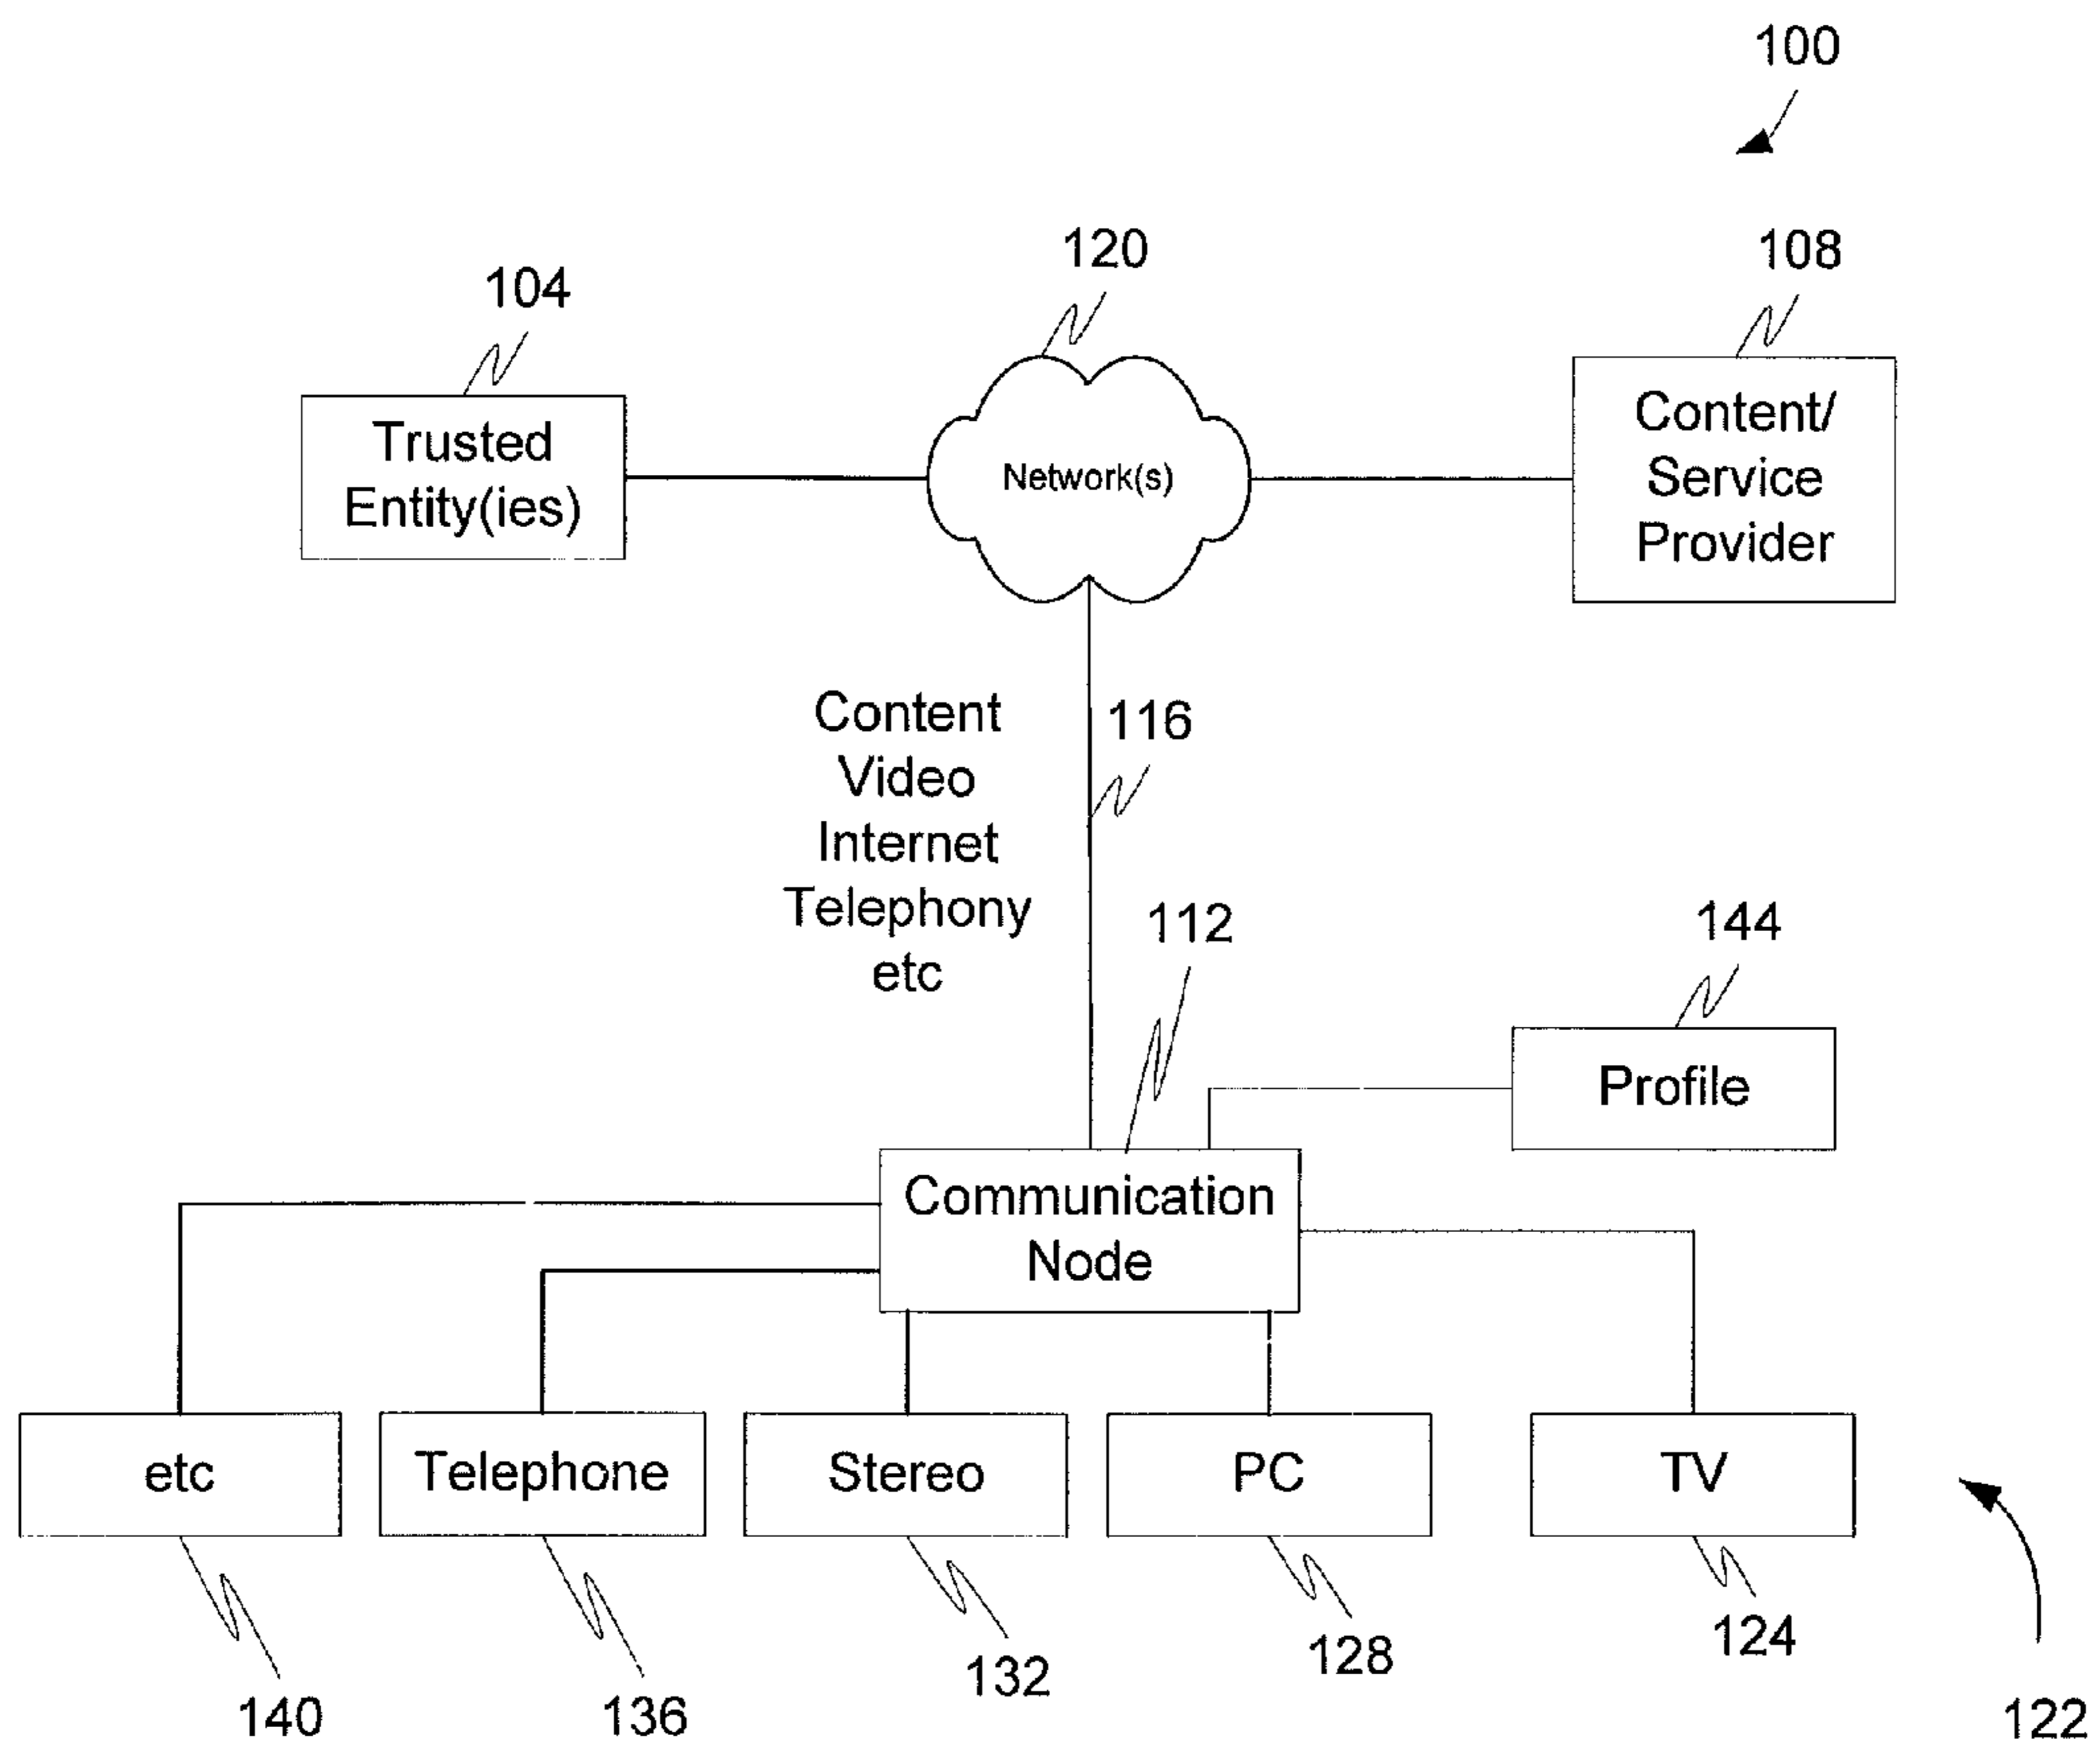 100
120
108
104
Trusted
Entity(ies)
Network(s)
Content/
Service
Provider
Content
Video
Internet
Telephony
etc
116
112
144
Profile
Communication
Node
etc
Telephone
Stereo
PC
TV
140
136
132
128
124
122